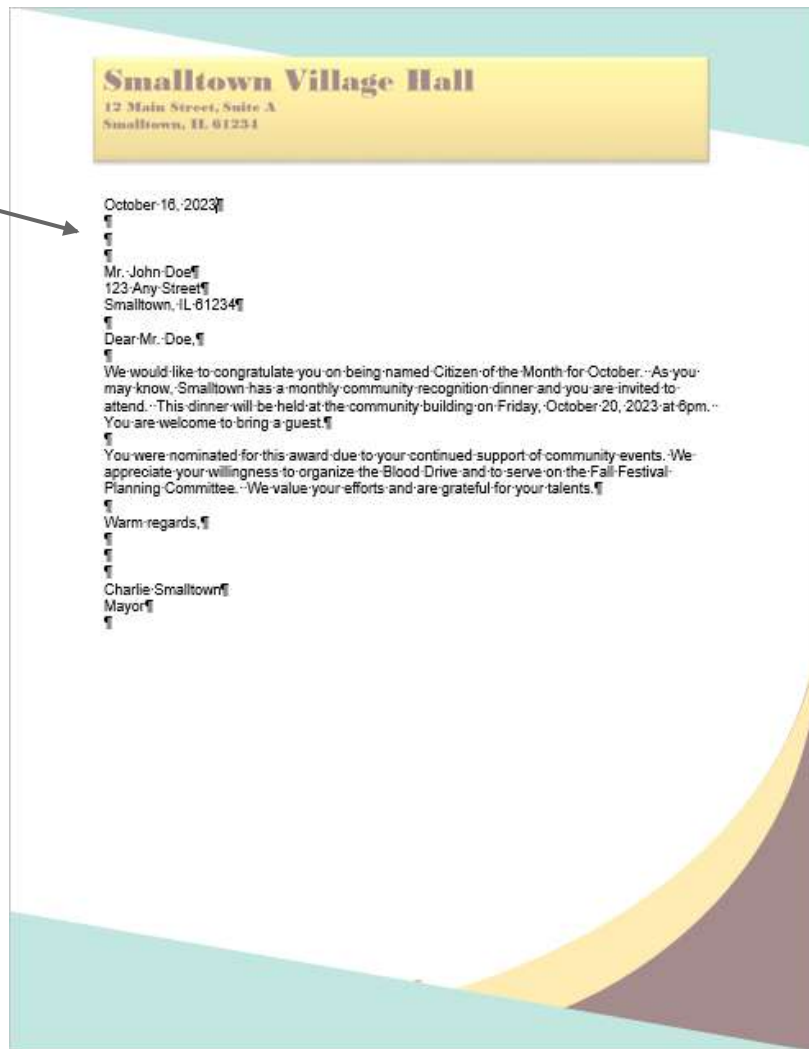 Smalltown Village Hall
12 Main Street, Suite A
Smalltown, IL 61234
October·16,·2023¶
¶
¶
¶
Mr.·John·Doe¶
123·Any·Street¶
Smalltown,·IL·61234¶
¶
Dear·Mr.·Doe,¶
¶
We·would·like·to·congratulate·you·on·being·named·Citizen·of·the·Month·for·October.··As·you·
may·know,·Smalltown·has·a·monthly·community·recognition·dinner·and·you·are·invited·to·
attend.··This·dinner·will·be·held·at·the·community·building·on·Friday,·October·20,·2023·at·6pm.··
You·are·welcome·to·bring·a·guest.¶
¶
You·were·nominated·for·this·award·due·to·your·continued·support·of·community·events.·We·
appreciate·your·willingness·to·organize·the·Blood·Drive·and·to·serve·on·the·Fall·Festival·
Planning·Committee.··We·value·your·efforts·and·are·grateful·for·your·talents.¶
¶
Warm·regards,¶
¶
¶
¶
Charlie·Smalltown¶
Mayor¶
¶